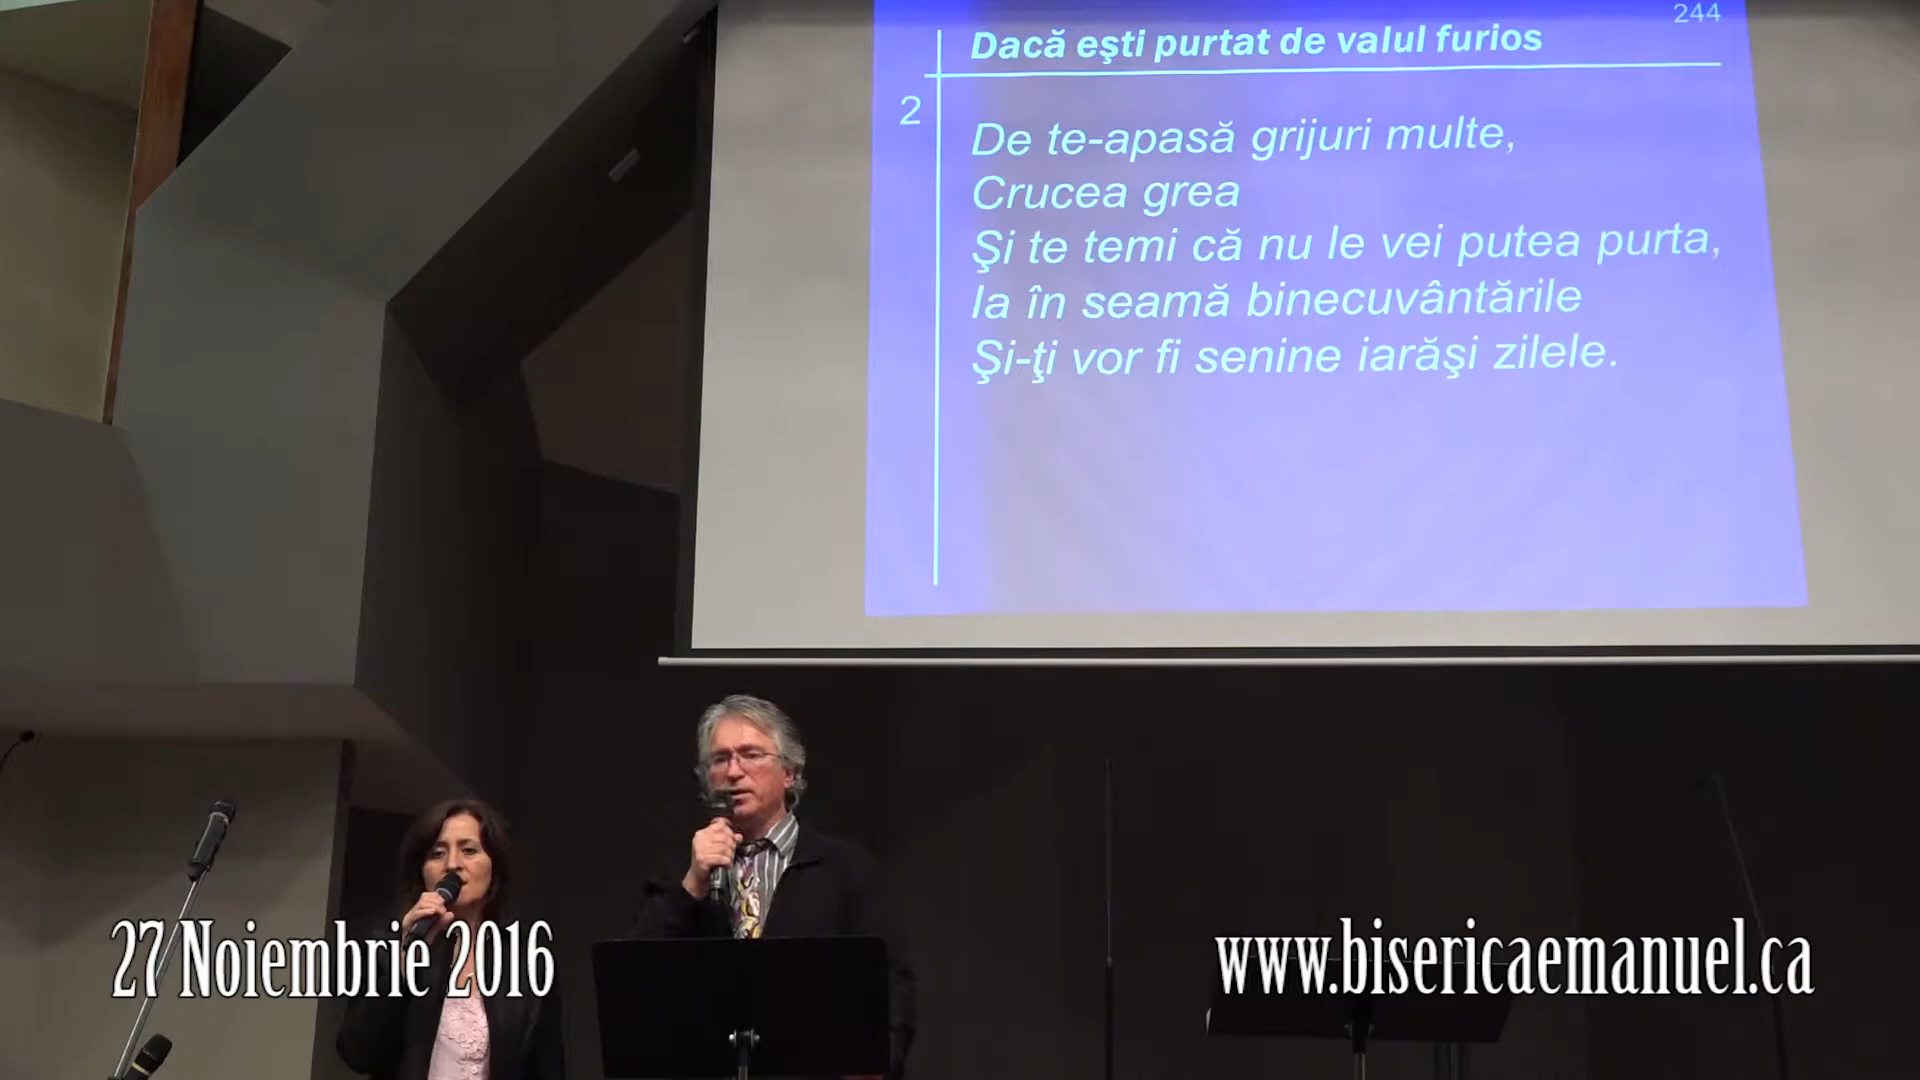 244
Dacă eşti purtat de valul furios
2
De te-apasă grijuri multe,
Crucea grea
Şi te temi că nu le vei putea purta,
Ia în seamă binecuvântările
Şi-ţi vor fi senine iarăşi zilele.
27 Noiembrie 2016
www.bisericaemanuel.ca